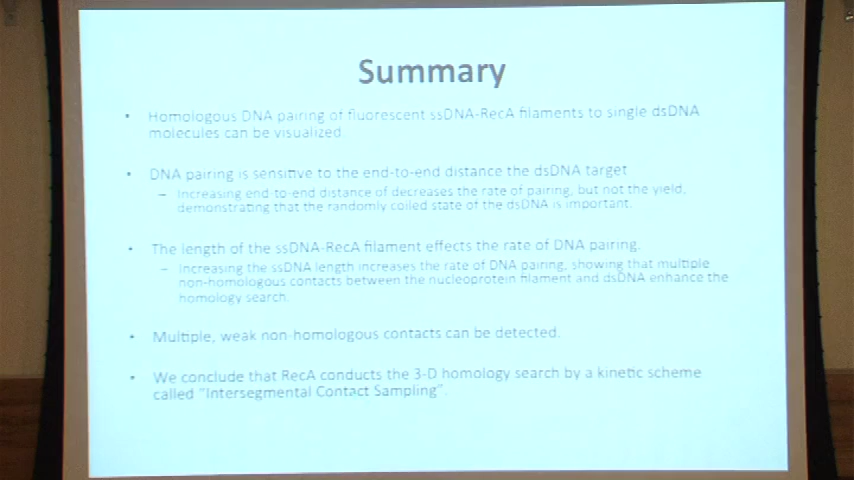 Summary
• Homologous DNA pairing of fluorescent ssDNA-RecA filaments to single dsDNA
molecules can be visualized
• DNA pairing is sensitive to the end-to-end distance the dsDNA target
– Increasing end-to-end distance of decreases the rate of pairing, but not the yield,
demonstrating that the randomly coiled state of the dsDNA is important.
• The length of the ssDNA-RecA filament effects the rate of DNA pairing.
– Increasing the ssDNA length increases the rate of DNA pairing, showing that multiple
non-homologous contacts between the nucleoprotein filament and dsDNA enhance the
homology search.
• Multiple, weak non-homologous contacts can be detected.
• We conclude that RecA conducts the 3-D homology search by a kinetic scheme
called "Intersegmental Contact Sampling".